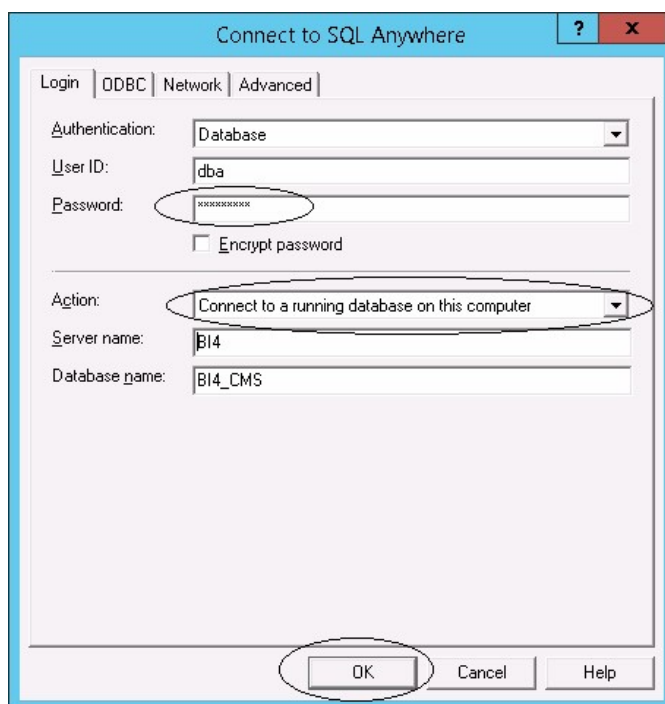 Connect to SQL Anywhere ? x
Login ODBC Network Advanced
Authentication: Database
User ID: dba
Password: *********
Encrypt password
Action: Connect to a running database on this computer
Server name: BI4
Database name: BI4_CMS
OK Cancel Help